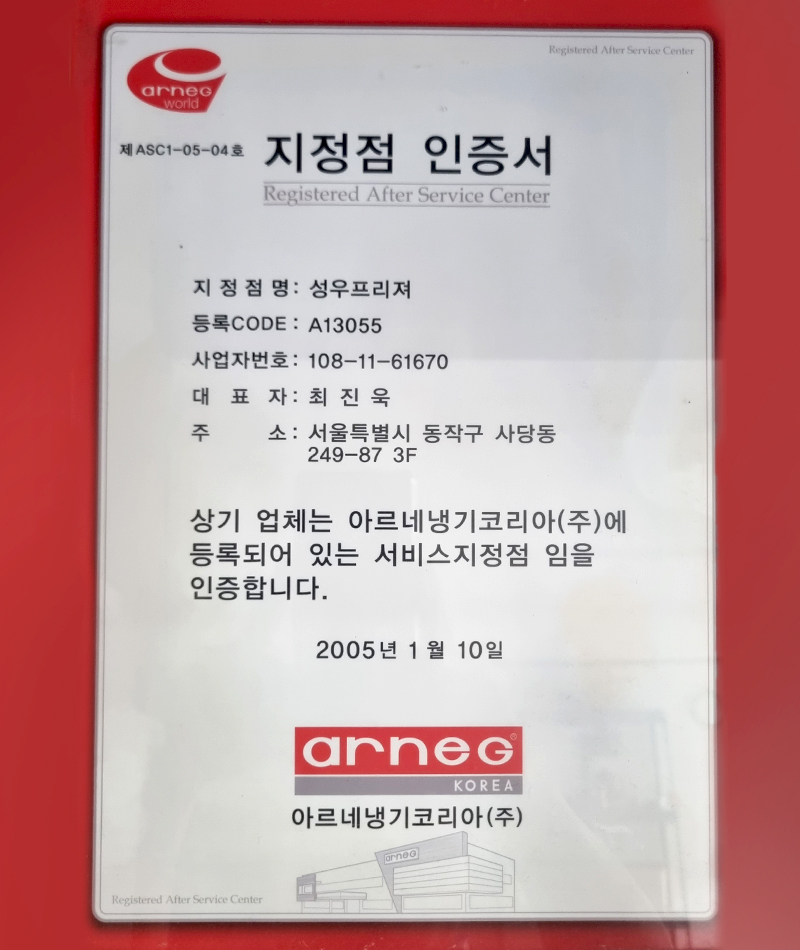 Registered After Service Center
arneG
world
제ASC1-05-04호
지정점 인증서
Registered After Service Center
지 정 점 명: 성우프리져
등록CODE: A13055
사업자번호: 108-11-61670
대 표 자: 최 진 욱
주 소: 서울특별시 동작구 사당동
249-87 3F
상기 업체는 아르네냉기코리아(주)에
등록되어 있는 서비스지정점 임을
인증합니다.
2005년 1월 10일
arneG®
KOREA
아르네냉기코리아(주)
arneG
Registered After Service Center